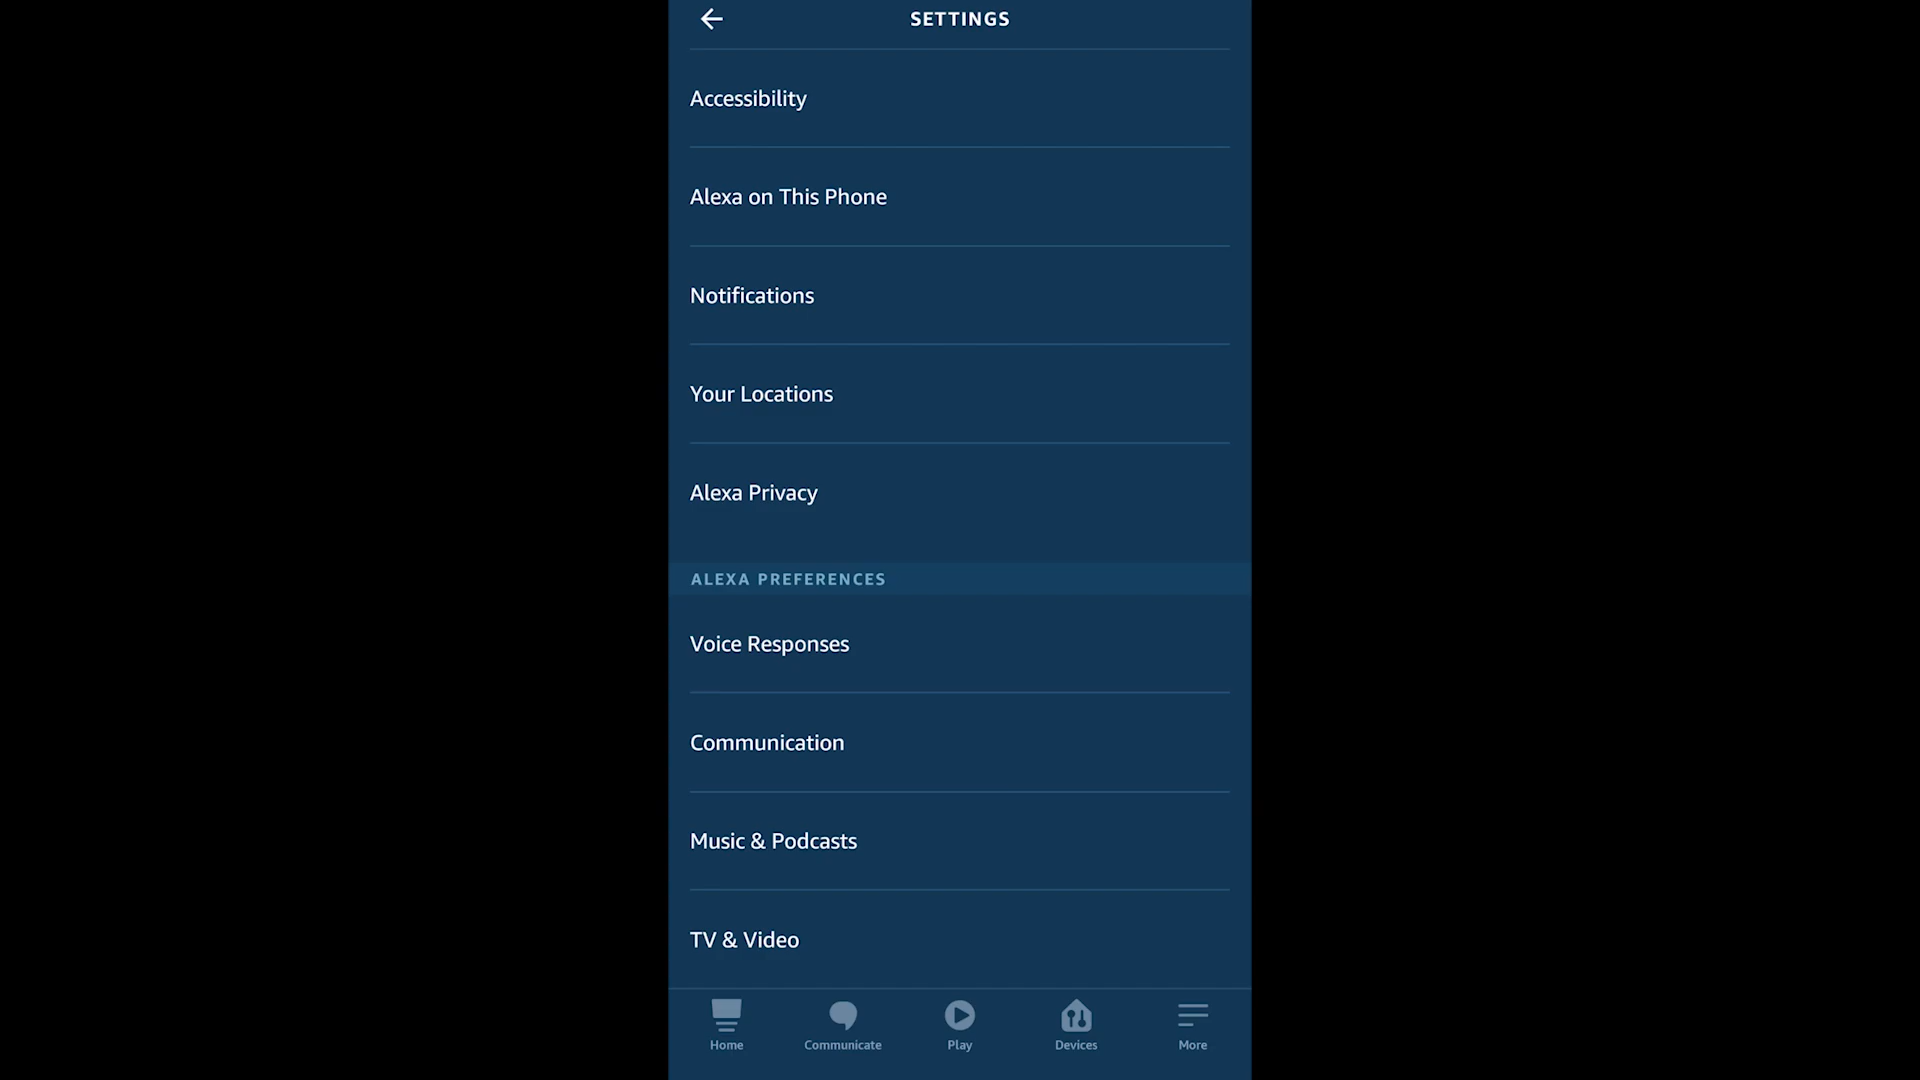 SETTINGS
Accessibility
Alexa on This Phone
Notifications
Your Locations
Alexa Privacy
ALEXA PREFERENCES
Voice Responses
Communication
Music & Podcasts
TV & Video
Home Communicate Play Devices More